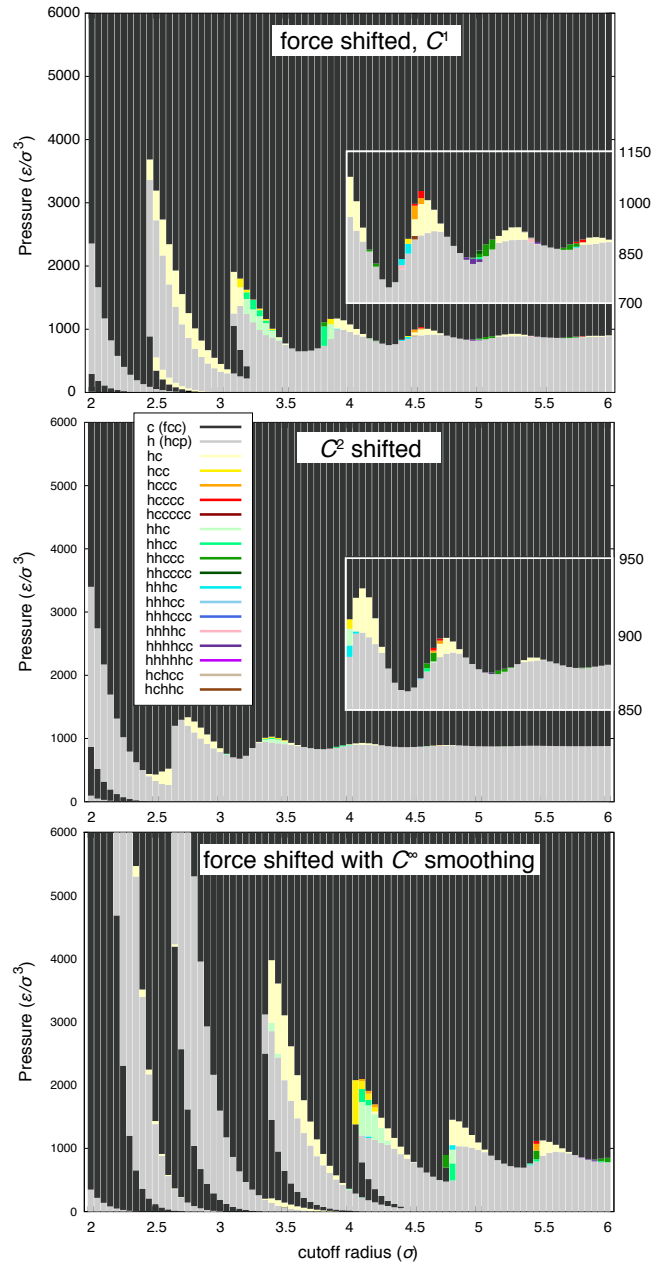 force shifted, C¹
6000
5000
4000
3000
2000
1000
0
Pressure (ε/σ³)
1150
1000
850
700
2 2.5 3 3.5 4 4.5 5 5.5 6
C² shifted
6000
5000
4000
3000
2000
1000
0
Pressure (ε/σ³)
c (fcc)
h (hcp)
hc
hcc
hccc
hcccc
hccccc
hhc
hhcc
hhccc
hhcccc
hhhc
hhhcc
hhhccc
hhhhc
hhhhcc
hhhhhc
hchcc
hchhc
950
900
850
2 2.5 3 3.5 4 4.5 5 5.5 6
force shifted with C∞ smoothing
6000
5000
4000
3000
2000
1000
0
Pressure (ε/σ³)
2 2.5 3 3.5 4 4.5 5 5.5 6
cutoff radius (σ)